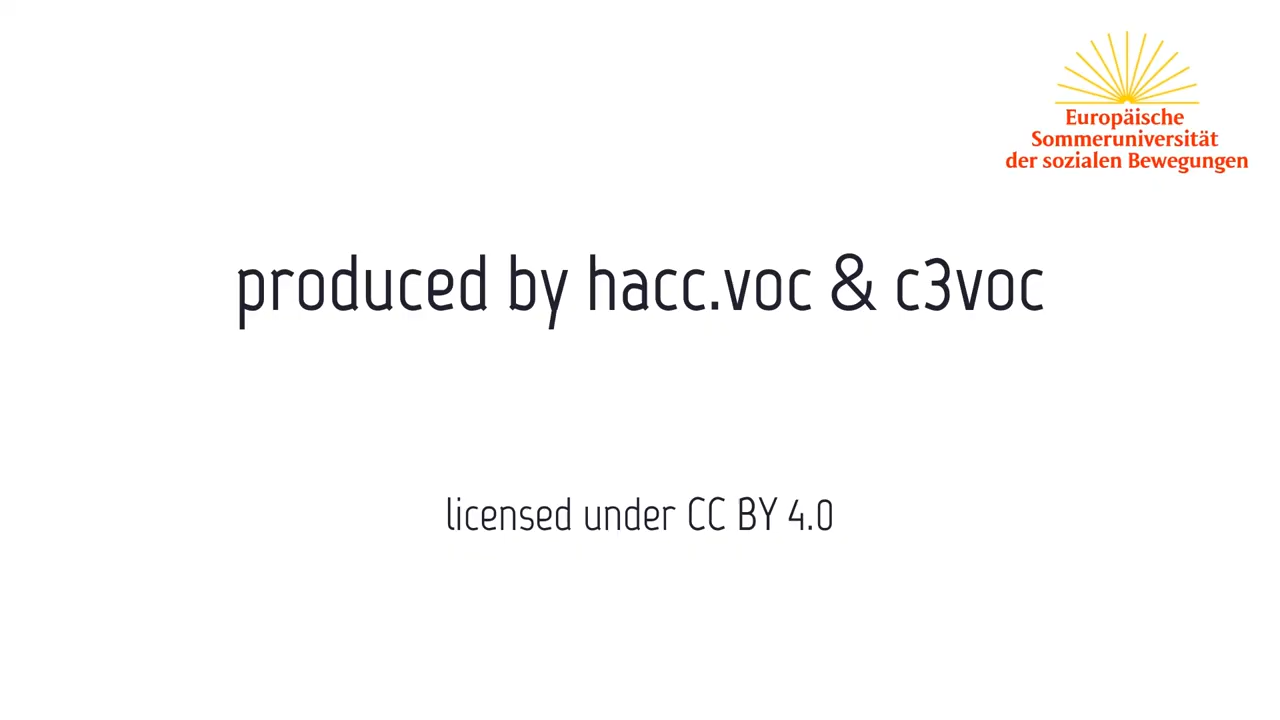 Europäische
Sommeruniversität
der sozialen Bewegungen
produced by hacc.voc & c3voc
licensed under CC BY 4.0